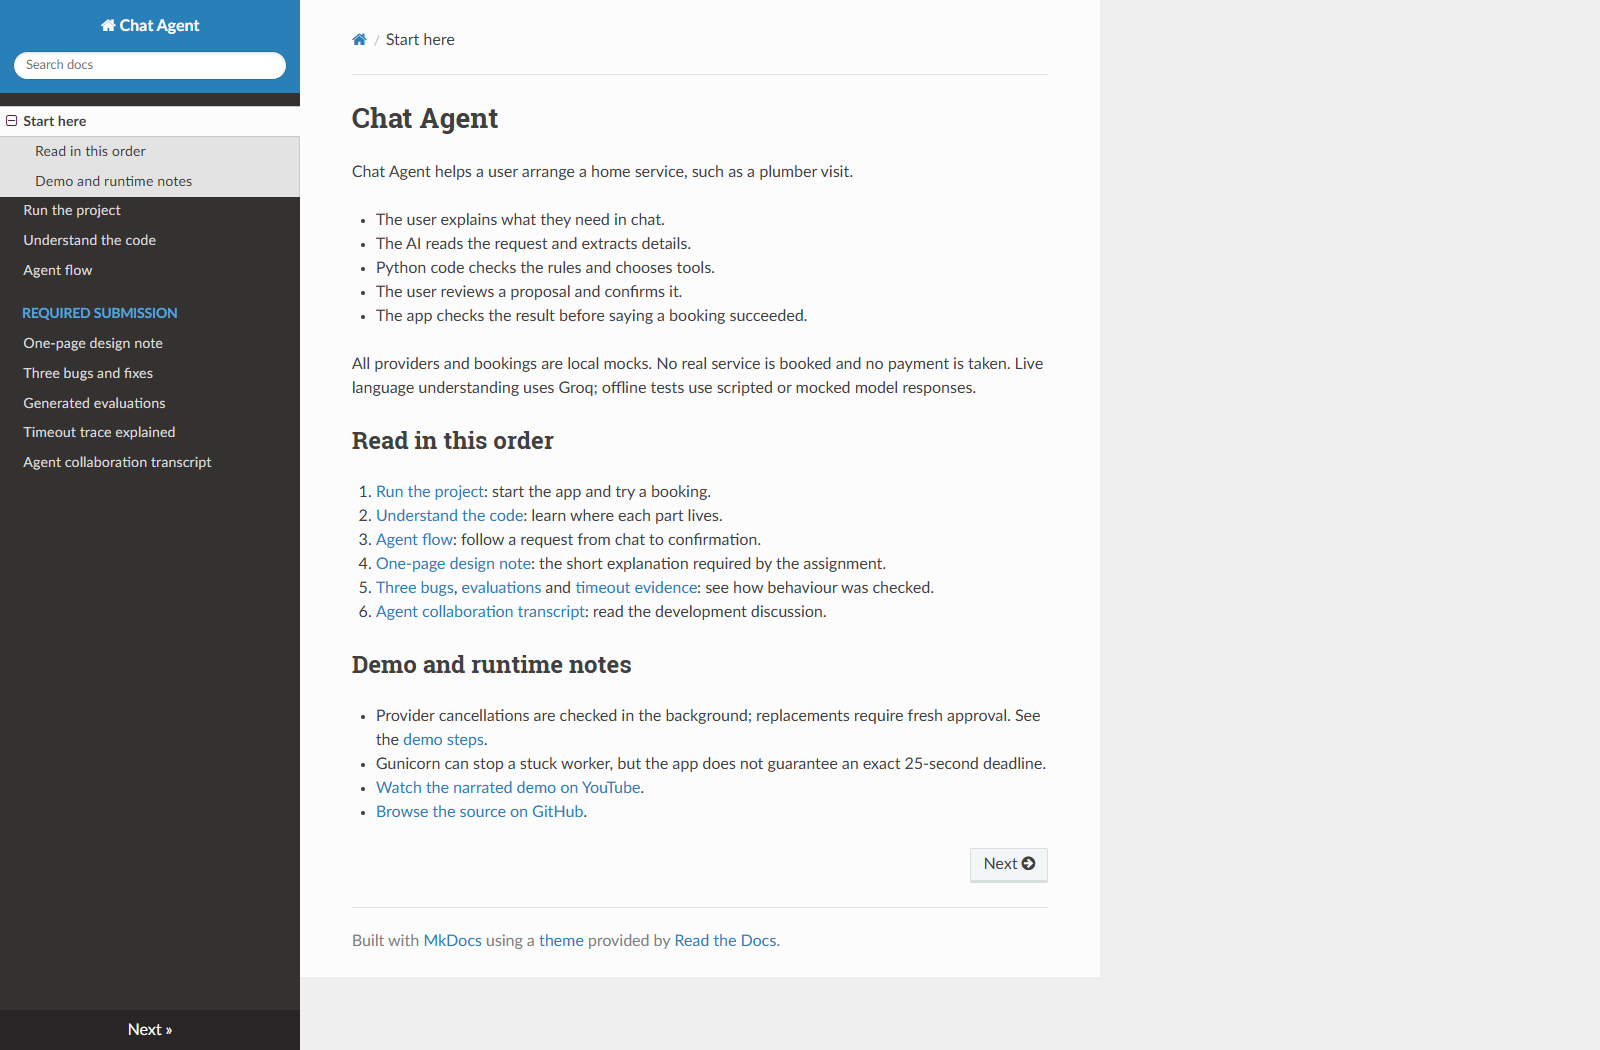 Chat Agent
Search docs
Start here
Read in this order
Demo and runtime notes
Run the project
Understand the code
Agent flow
REQUIRED SUBMISSION
One-page design note
Three bugs and fixes
Generated evaluations
Timeout trace explained
Agent collaboration transcript
Next »
/ Start here
Chat Agent
Chat Agent helps a user arrange a home service, such as a plumber visit.
• The user explains what they need in chat.
• The AI reads the request and extracts details.
• Python code checks the rules and chooses tools.
• The user reviews a proposal and confirms it.
• The app checks the result before saying a booking succeeded.
All providers and bookings are local mocks. No real service is booked and no payment is taken. Live
language understanding uses Groq; offline tests use scripted or mocked model responses.
Read in this order
1. Run the project: start the app and try a booking.
2. Understand the code: learn where each part lives.
3. Agent flow: follow a request from chat to confirmation.
4. One-page design note: the short explanation required by the assignment.
5. Three bugs, evaluations and timeout evidence: see how behaviour was checked.
6. Agent collaboration transcript: read the development discussion.
Demo and runtime notes
• Provider cancellations are checked in the background; replacements require fresh approval. See
the demo steps.
• Gunicorn can stop a stuck worker, but the app does not guarantee an exact 25-second deadline.
• Watch the narrated demo on YouTube.
• Browse the source on GitHub.
Next
Built with MkDocs using a theme provided by Read the Docs.